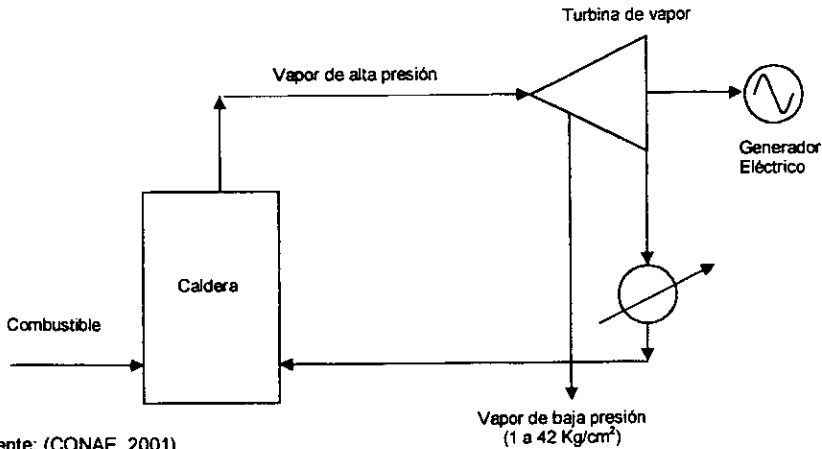 Turbina de vapor
Vapor de alta presión
Generador
Eléctrico
Caldera
Combustible
Vapor de baja presión
(1 a 42 Kg/cm²)
ente: (CONAE, 2001)